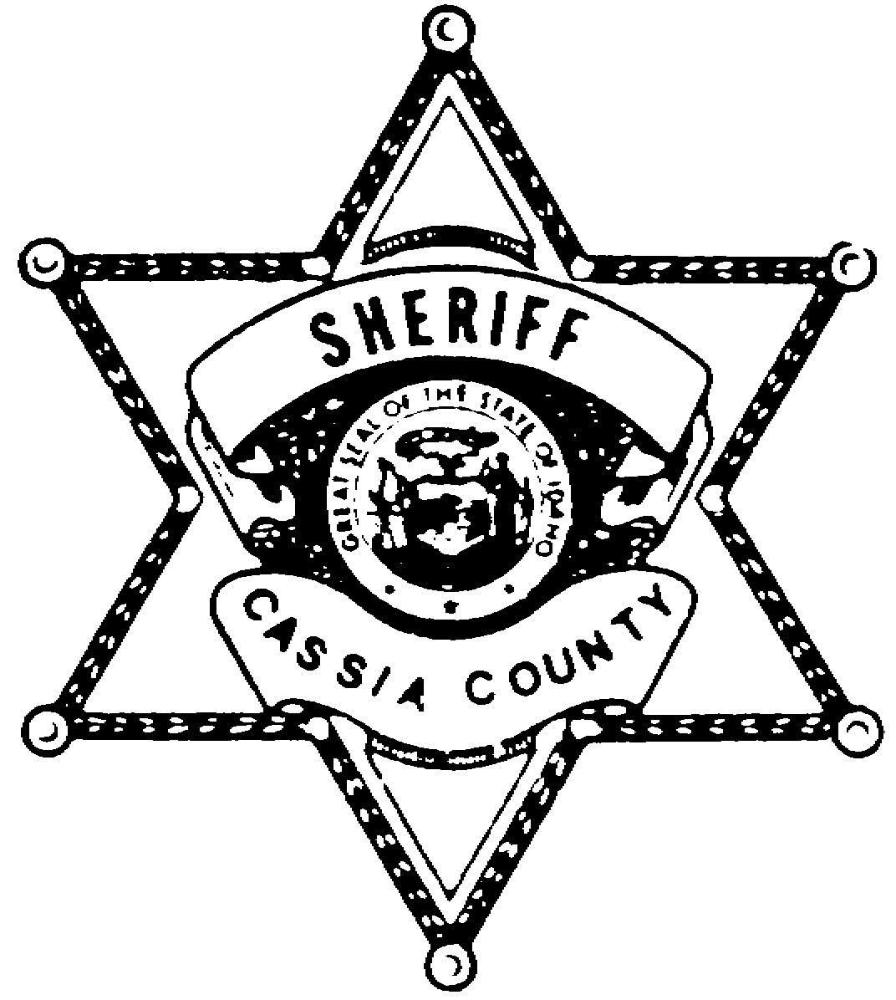 SHERIFF
GREAT SEAL OF THE STATE OF IDAHO
CASSIA COUNTY